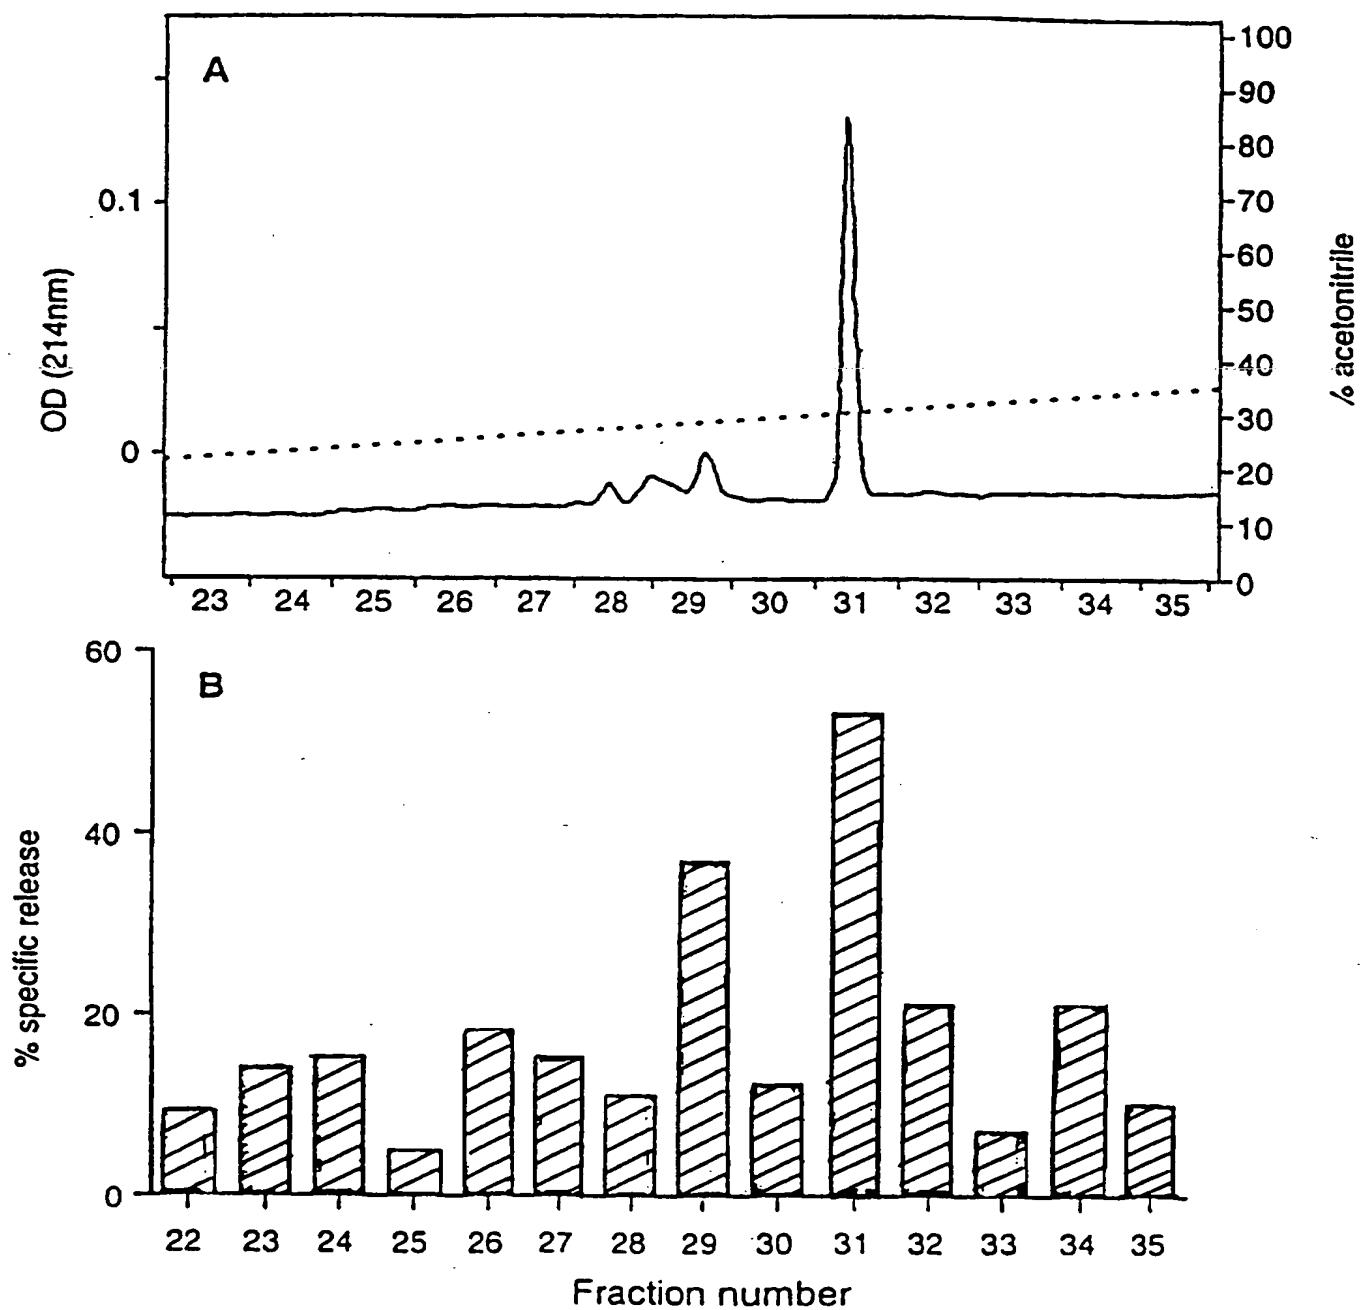 A
OD (214nm)
0.1
0
100
90
80
70
60
50
40
30
20
10
0
% acetonitrile
23 24 25 26 27 28 29 30 31 32 33 34 35
B
% specific release
60
40
20
0
22 23 24 25 26 27 28 29 30 31 32 33 34 35
Fraction number